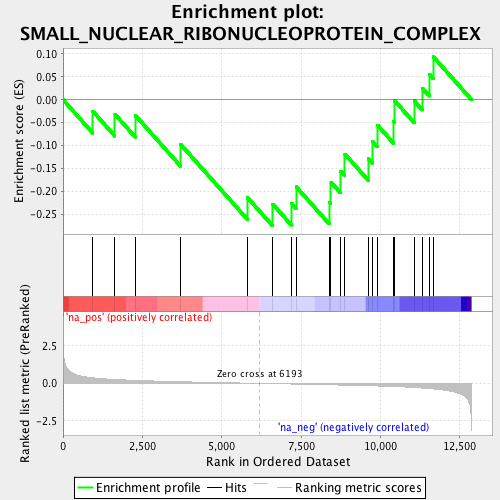 Enrichment plot:
SMALL_NUCLEAR_RIBONUCLEOPROTEIN_COMPLEX
Enrichment score (ES)
0.10
0.05
0.00
-0.05
-0.10
-0.15
-0.20
-0.25
'na_pos' (positively correlated)
Ranked list metric (PreRanked)
2.5
0.0
-2.5
Zero cross at 6193
'na_neg' (negatively correlated)
0
2,500
5,000
7,500
10,000
12,500
Rank in Ordered Dataset
Enrichment profile
Hits
Ranking metric scores